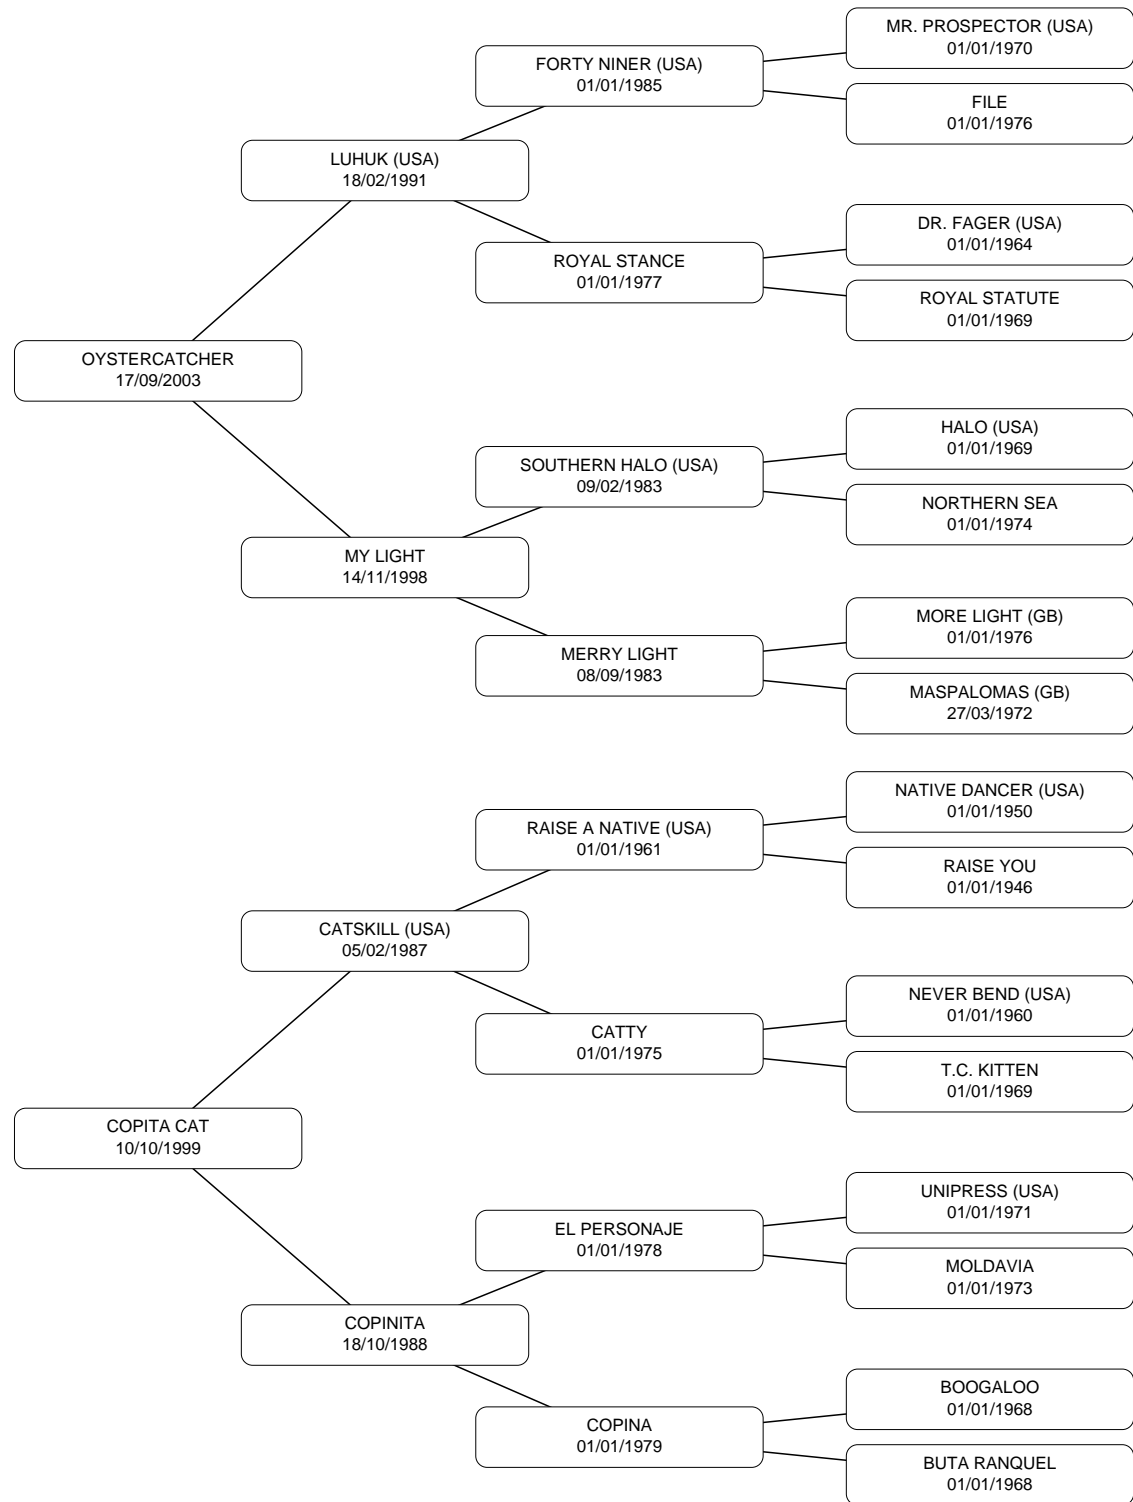 MR. PROSPECTOR (USA)
01/01/1970
FORTY NINER (USA)
01/01/1985
FILE
01/01/1976
LUHUK (USA)
18/02/1991
DR. FAGER (USA)
01/01/1964
ROYAL STANCE
01/01/1977
ROYAL STATUTE
01/01/1969
OYSTERCATCHER
17/09/2003
HALO (USA)
01/01/1969
SOUTHERN HALO (USA)
09/02/1983
NORTHERN SEA
01/01/1974
MY LIGHT
14/11/1998
MORE LIGHT (GB)
01/01/1976
MERRY LIGHT
08/09/1983
MASPALOMAS (GB)
27/03/1972
NATIVE DANCER (USA)
01/01/1950
RAISE A NATIVE (USA)
01/01/1961
RAISE YOU
01/01/1946
CATSKILL (USA)
05/02/1987
NEVER BEND (USA)
01/01/1960
CATTY
01/01/1975
T.C. KITTEN
01/01/1969
COPITA CAT
10/10/1999
UNIPRESS (USA)
01/01/1971
EL PERSONAJE
01/01/1978
MOLDAVIA
01/01/1973
COPINITA
18/10/1988
BOOGALOO
01/01/1968
COPINA
01/01/1979
BUTA RANQUEL
01/01/1968